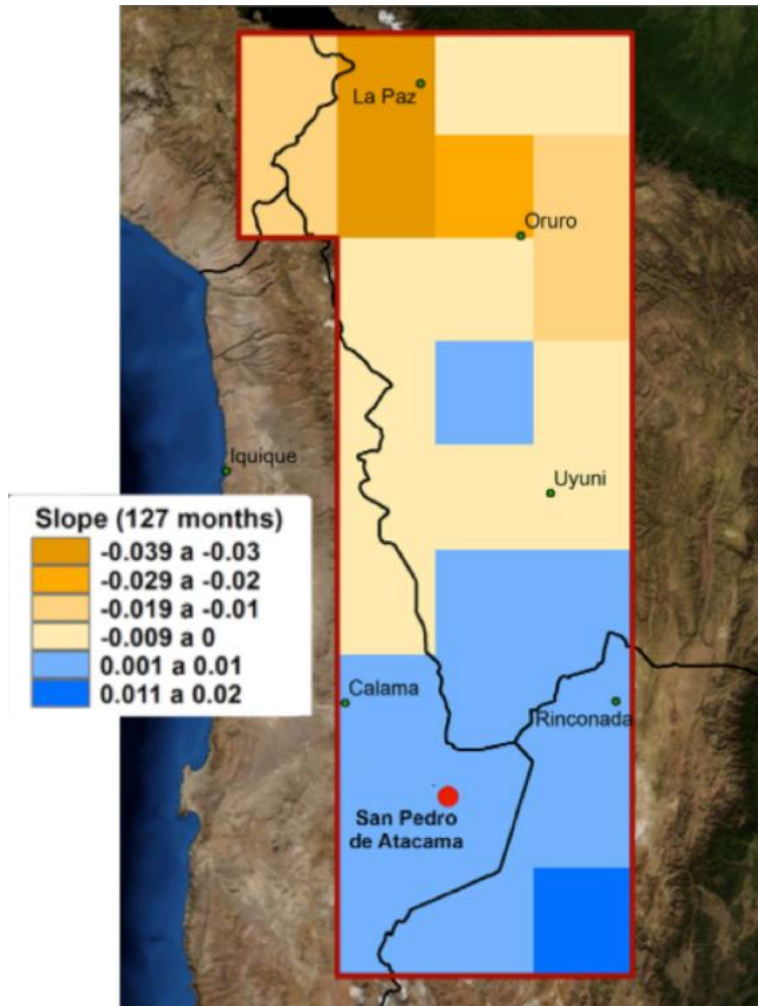 La Paz
Oruro
Iquique
Uyuni
Slope (127 months)
-0.039 a -0.03
-0.029 a -0.02
-0.019 a -0.01
-0.009 a 0
0.001 a 0.01
0.011 a 0.02
Calama
Rinconada
San Pedro
de Atacama